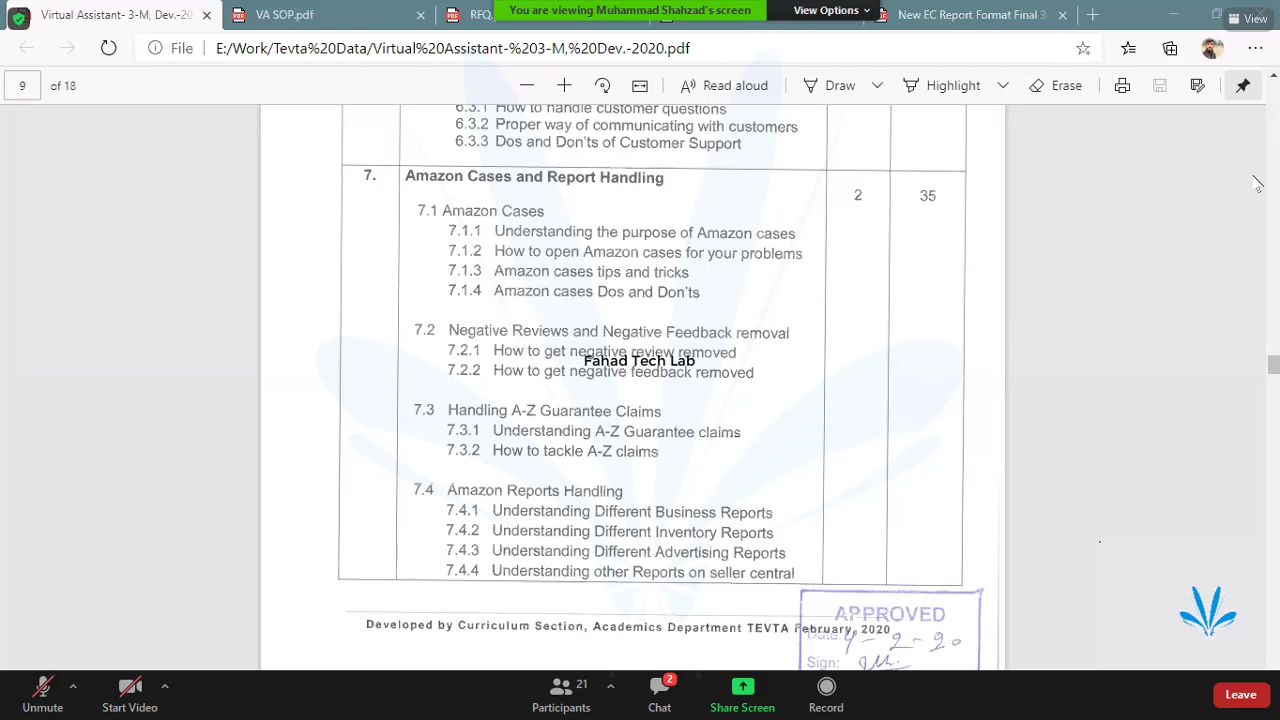 Virtual Assistant 3-M, Dev.-20
VA SOP.pdf
RFQ
You are viewing Muhammad Shahzad's screen
View Options
New EC Report Format Final 3-
View
File E:/Work/Tevta%20Data/Virtual%20Assistant-%203-M,%20Dev.-2020.pdf
9 of 18
Read aloud
Draw
Highlight
Erase
6.3.1 How to handle customer questions
6.3.2 Proper way of communicating with customers
6.3.3 Dos and Don'ts of Customer Support
7. Amazon Cases and Report Handling 2 35
7.1 Amazon Cases
7.1.1 Understanding the purpose of Amazon cases
7.1.2 How to open Amazon cases for your problems
7.1.3 Amazon cases tips and tricks
7.1.4 Amazon cases Dos and Don'ts
7.2 Negative Reviews and Negative Feedback removal
7.2.1 How to get negative review removed
Fahad Tech Lab
7.2.2 How to get negative feedback removed
7.3 Handling A-Z Guarantee Claims
7.3.1 Understanding A-Z Guarantee claims
7.3.2 How to tackle A-Z claims
7.4 Amazon Reports Handling
7.4.1 Understanding Different Business Reports
7.4.2 Understanding Different Inventory Reports
7.4.3 Understanding Different Advertising Reports
7.4.4 Understanding other Reports on seller central
APPROVED
Developed by Curriculum Section, Academics Department TEVTA February, 2020
Date: 4-2-20
Sign:
Unmute
Start Video
21
Participants
2
Chat
Share Screen
Record
Leave